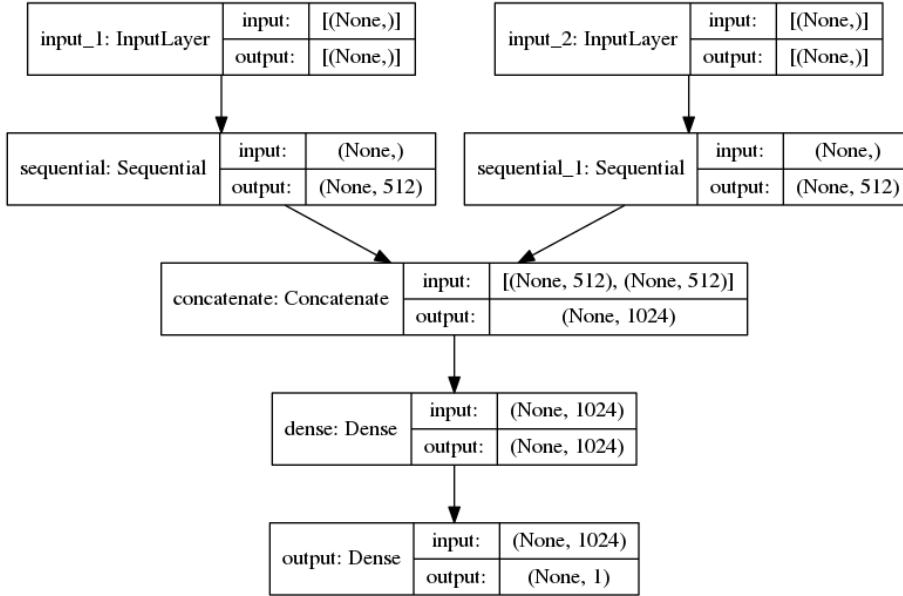 input_1: InputLayer
input: [(None,)]
output: [(None,)]
input_2: InputLayer
input: [(None,)]
output: [(None,)]
sequential: Sequential
input: (None,)
output: (None, 512)
sequential_1: Sequential
input: (None,)
output: (None, 512)
concatenate: Concatenate
input: [(None, 512), (None, 512)]
output: (None, 1024)
dense: Dense
input: (None, 1024)
output: (None, 1024)
output: Dense
input: (None, 1024)
output: (None, 1)